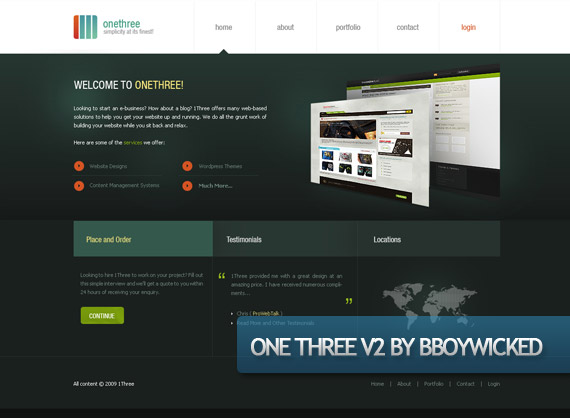 onethree
simplicity at its finest!
home
about
portfolio
contact
login
WELCOME TO ONETHREE!
Looking to start an e-business? How about a blog? 1Three offers many web-based
solutions to help you get your website up and running. We do all the grunt work of
building your website while you sit back and relax.
Here are some of the services we offer:
Website Designs
Wordpress Themes
Content Management Systems
Much More...
Place and Order
Testimonials
Locations
Looking to hire 1Three to work on your project? Fill out
this simple interview and we'll get a quote to you within
24 hours of receiving your enquiry.
CONTINUE
“ 1Three provided me with a great design at an
amazing price. I have received numerous compli-
ments... ”
Chris ( ProWebTalk )
Read More and Other Testimonials
ONE THREE V2 BY BBOYWICKED
All content © 2009 1Three
Home | About | Portfolio | Contact | Login